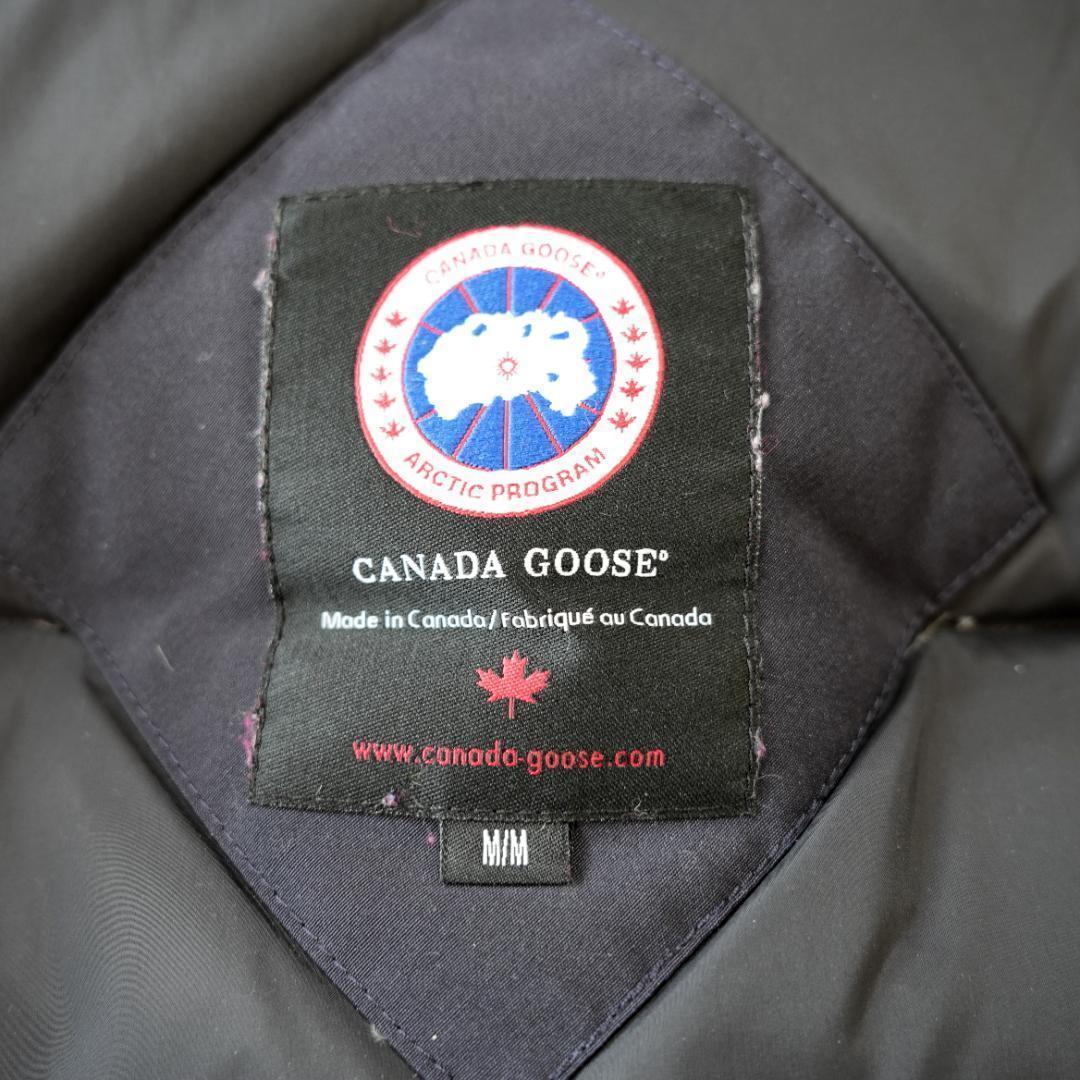 CANADA GOOSE®
ARCTIC PROGRAM
CANADA GOOSE®
Made in Canada/Fabriqué au Canada
www.canada-goose.com
M/M